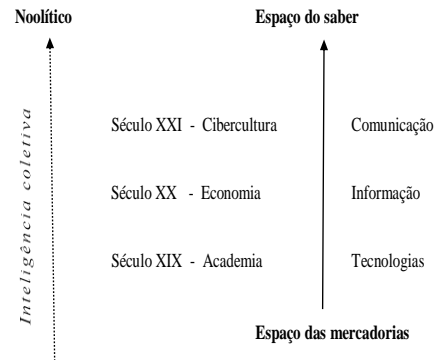 Noolítico Espaço do saber
Inteligência coletiva
Século XXI - Cibercultura Comunicação
Século XX - Economia Informação
Século XIX - Academia Tecnologias
Espaço das mercadorias